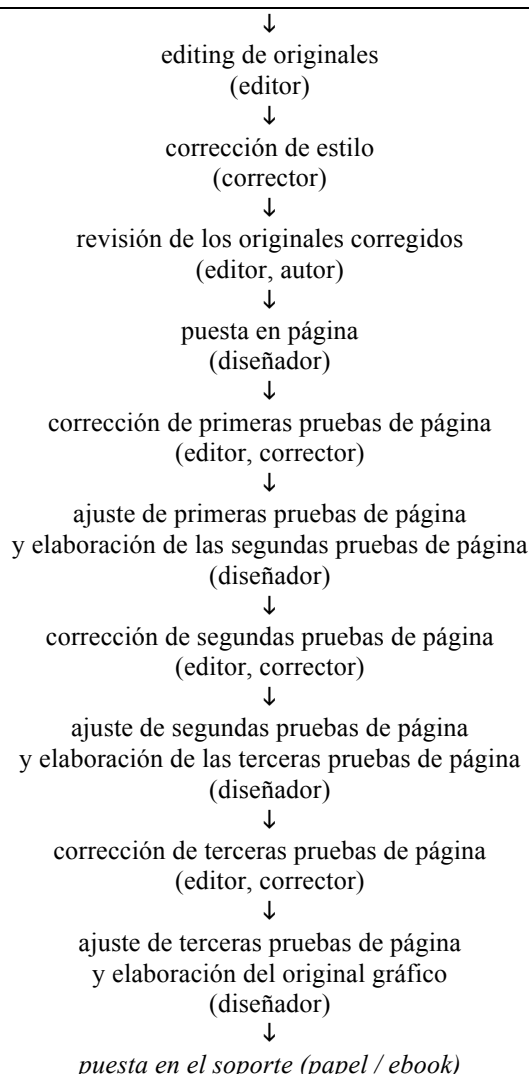 ↓
editing de originales
(editor)
↓
corrección de estilo
(corrector)
↓
revisión de los originales corregidos
(editor, autor)
↓
puesta en página
(diseñador)
↓
corrección de primeras pruebas de página
(editor, corrector)
↓
ajuste de primeras pruebas de página
y elaboración de las segundas pruebas de página
(diseñador)
↓
corrección de segundas pruebas de página
(editor, corrector)
↓
ajuste de segundas pruebas de página
y elaboración de las terceras pruebas de página
(diseñador)
↓
corrección de terceras pruebas de página
(editor, corrector)
↓
ajuste de terceras pruebas de página
y elaboración del original gráfico
(diseñador)
↓
puesta en el soporte (papel / ebook)